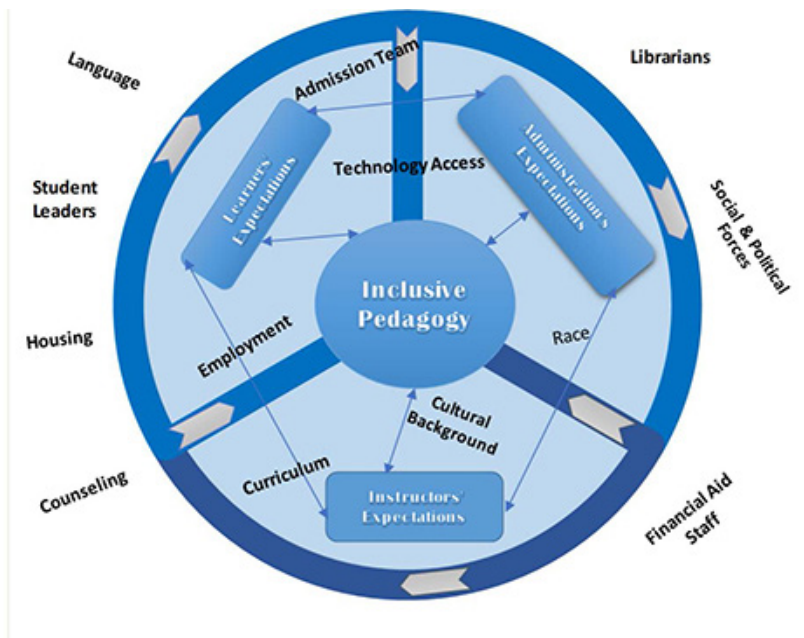 Language
Admission Team
Librarians
Learners
Expectations
Administration's
Expectations
Technology Access
Student
Leaders
Social & Political
Forces
Inclusive
Pedagogy
Housing
Employment
Race
Cultural
Background
Curriculum
Counseling
Instructors'
Expectations
Financial Aid
Staff